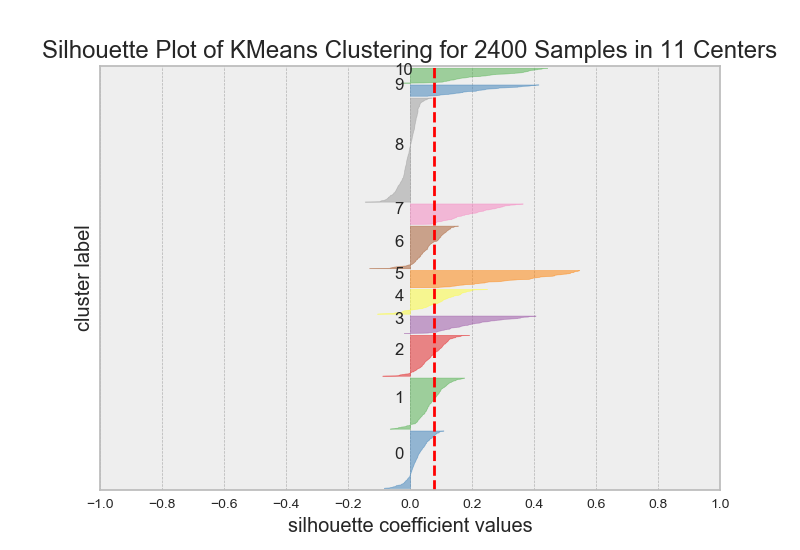 Silhouette Plot of KMeans Clustering for 2400 Samples in 11 Centers
10
9
8
7
6
5
4
3
2
1
0
cluster label
−1.0 −0.8 −0.6 −0.4 −0.2 0.0 0.2 0.4 0.6 0.8 1.0
silhouette coefficient values